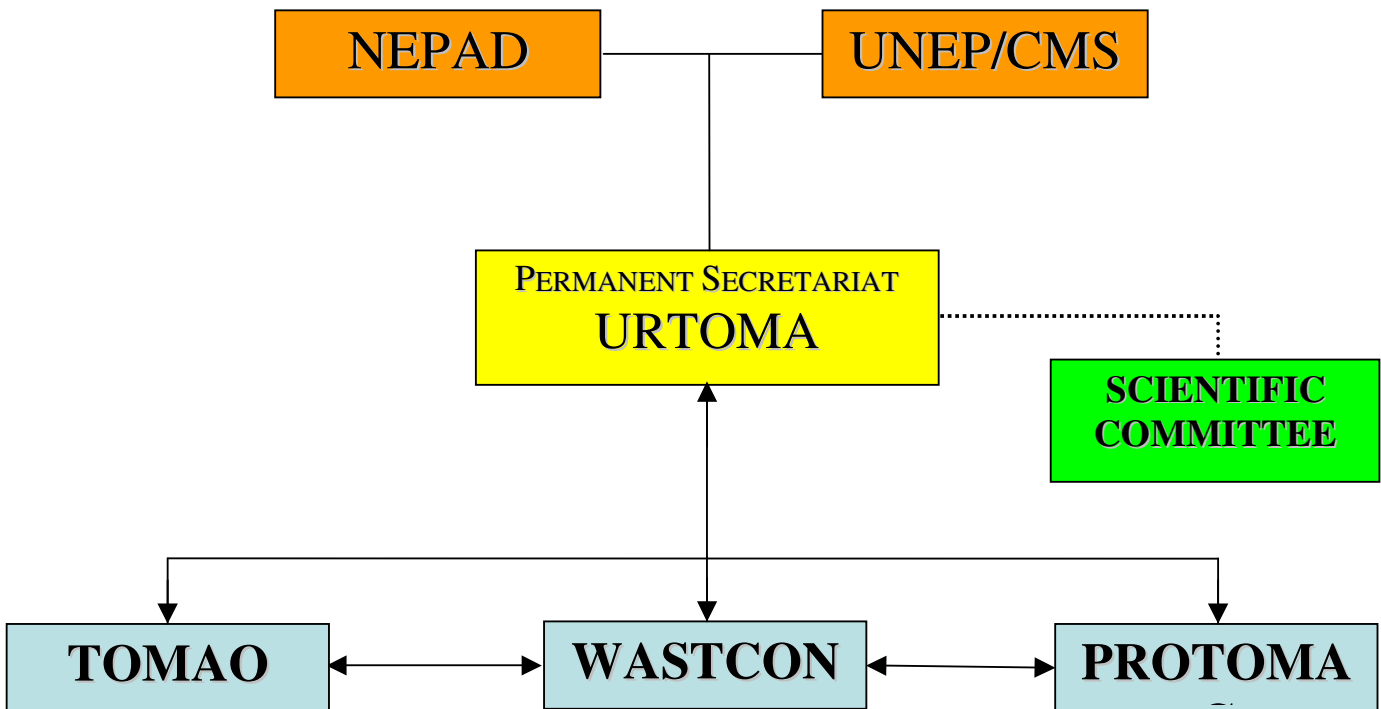 NEPAD
UNEP/CMS
PERMANENT SECRETARIAT
URTOMA
SCIENTIFIC
COMMITTEE
TOMAO
WASTCON
PROTOMA